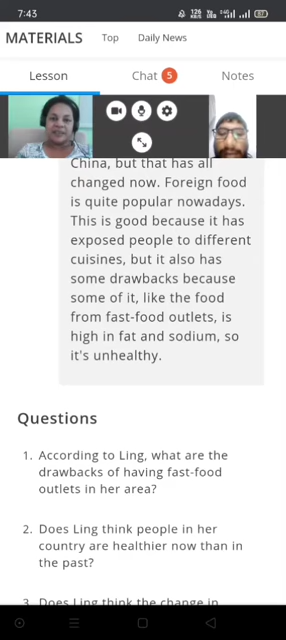 7:43
126
KB/S
4G
67
MATERIALS Top Daily News
Lesson Chat 5 Notes
China, but that has all
changed now. Foreign food
is quite popular nowadays.
This is good because it has
exposed people to different
cuisines, but it also has
some drawbacks because
some of it, like the food
from fast-food outlets, is
high in fat and sodium, so
it's unhealthy.
Questions
1. According to Ling, what are the
drawbacks of having fast-food
outlets in her area?
2. Does Ling think people in her
country are healthier now than in
the past?
3. Does Ling think the change in